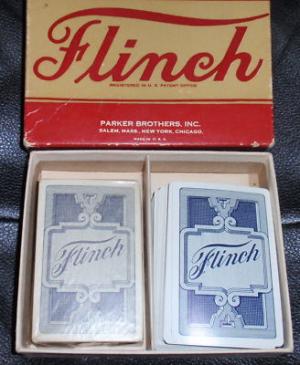 Flinch
REGISTERED IN U.S. PATENT OFFICE
PARKER BROTHERS, INC.
SALEM, MASS., NEW YORK, CHICAGO.
MADE IN U.S.A.
Flinch
Flinch